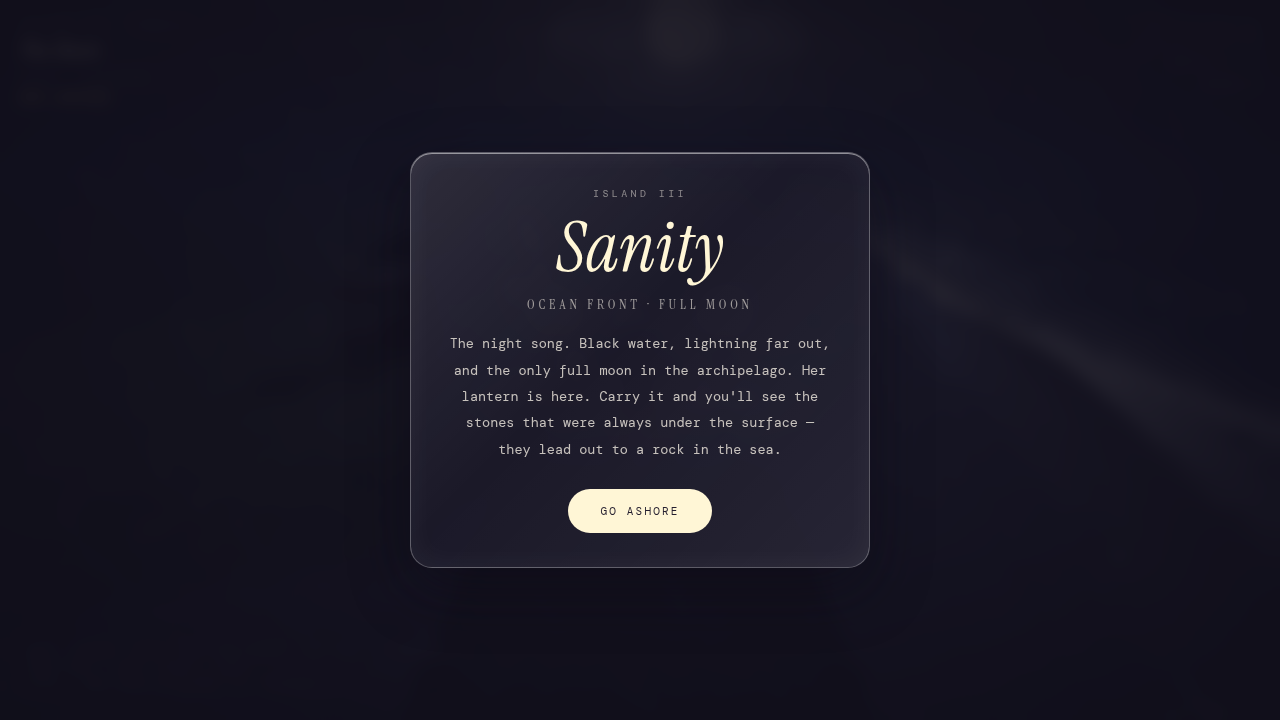 ISLAND III
Sanity
OCEAN FRONT · FULL MOON
The night song. Black water, lightning far out,
and the only full moon in the archipelago. Her
lantern is here. Carry it and you'll see the
stones that were always under the surface —
they lead out to a rock in the sea.
GO ASHORE